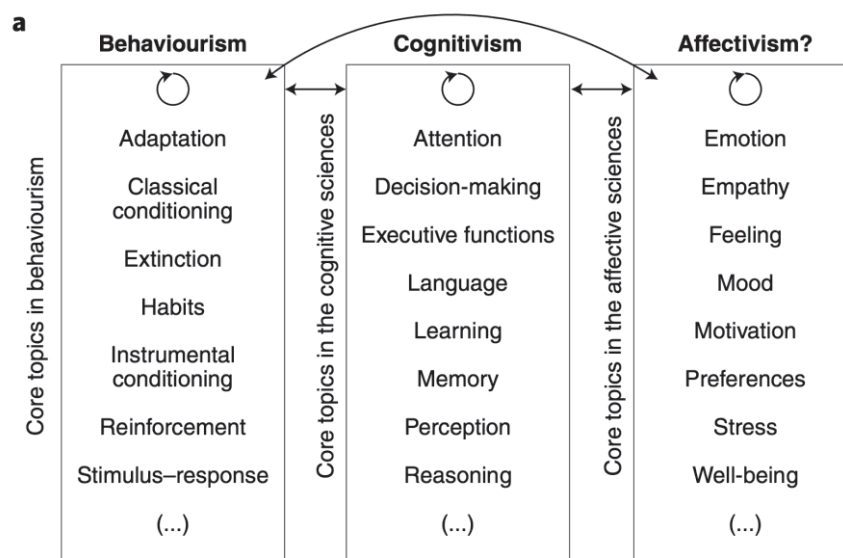 a
Behaviourism
Cognitivism
Affectivism?
Core topics in behaviourism
Adaptation
Classical
conditioning
Extinction
Habits
Instrumental
conditioning
Reinforcement
Stimulus–response
(...)
Core topics in the cognitive sciences
Attention
Decision-making
Executive functions
Language
Learning
Memory
Perception
Reasoning
(...)
Core topics in the affective sciences
Emotion
Empathy
Feeling
Mood
Motivation
Preferences
Stress
Well-being
(...)